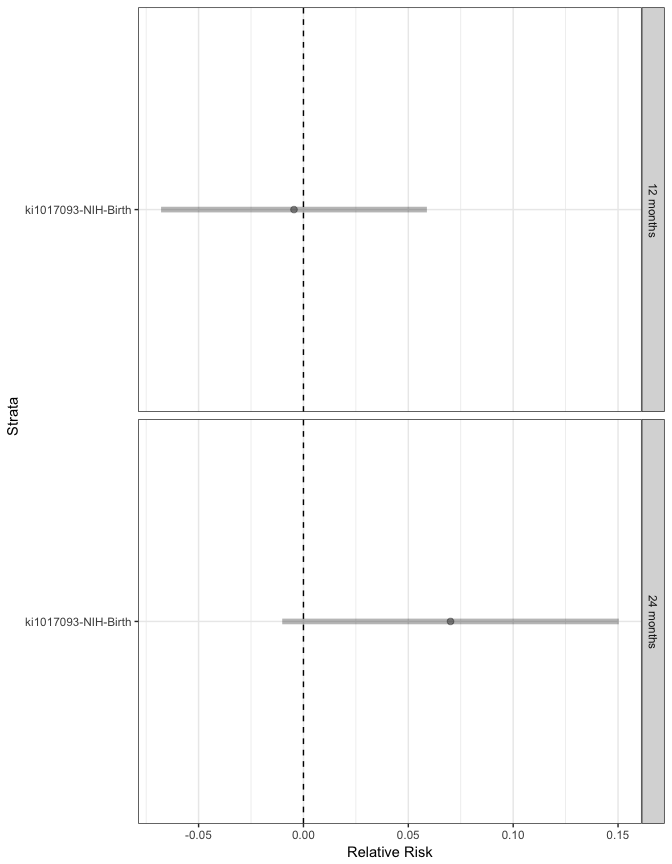 Strata
ki1017093-NIH-Birth
12 months
ki1017093-NIH-Birth
24 months
-0.05 0.00 0.05 0.10 0.15
Relative Risk